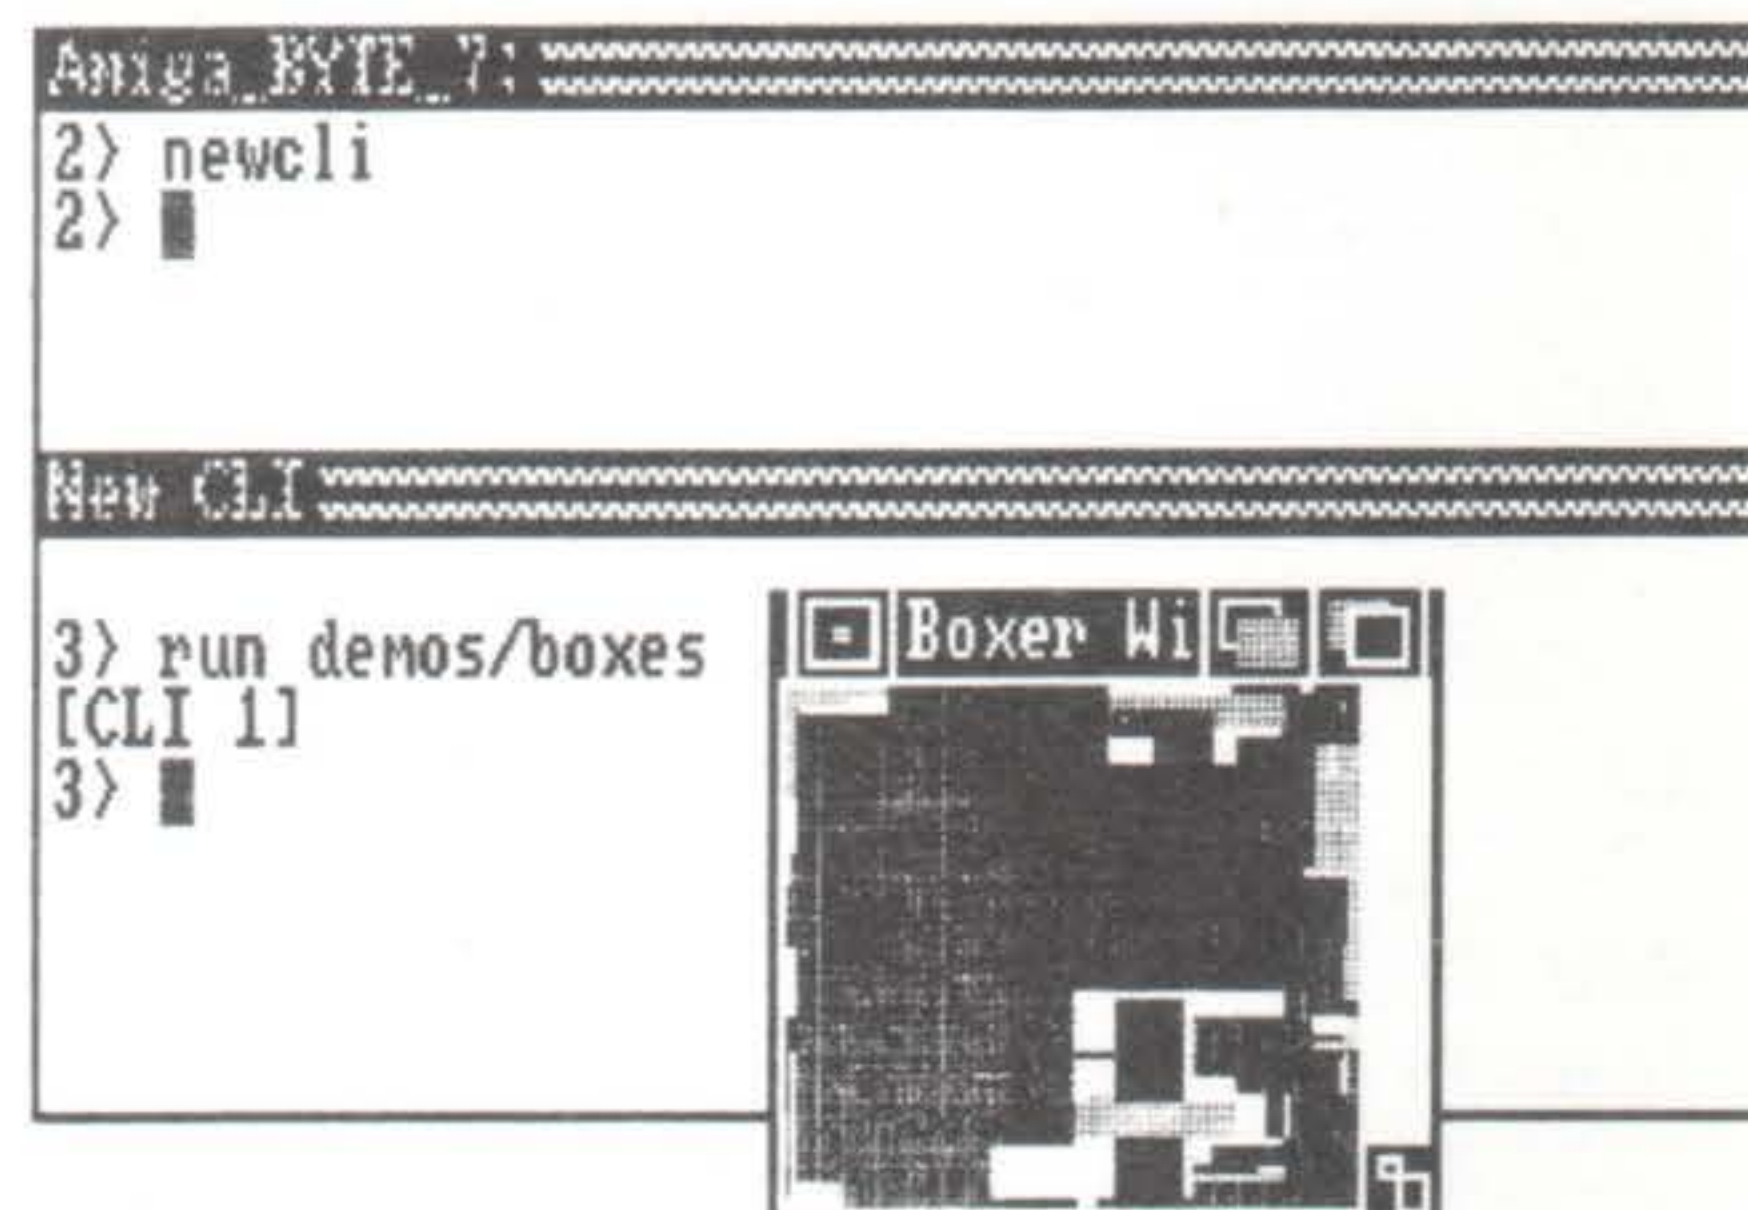 Amiga_BYTE_7:
2> newcli
2>
New CLI
3> run demos/boxes
[CLI 1]
3>
Boxer Wi